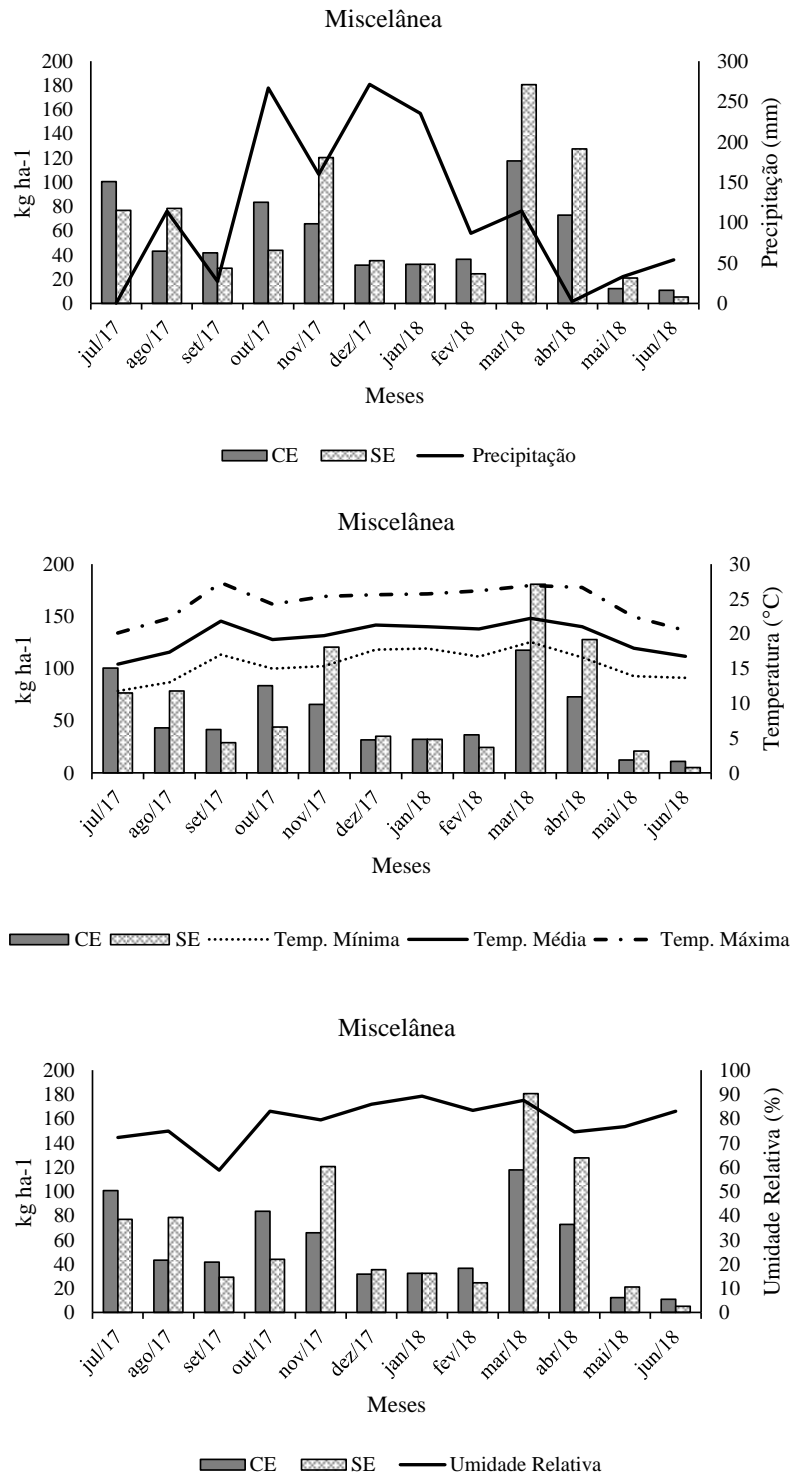 Miscelânea
200
180
160
140
120
100
80
60
40
20
0
kg ha-1
300
250
200
150
100
50
0
Precipitação (mm)
jul/17 ago/17 set/17 out/17 nov/17 dez/17 jan/18 fev/18 mar/18 abr/18 mai/18 jun/18
Meses
CE SE Precipitação
Miscelânea
200
150
100
50
0
kg ha-1
30
25
20
15
10
5
0
Temperatura (°C)
jul/17 ago/17 set/17 out/17 nov/17 dez/17 jan/18 fev/18 mar/18 abr/18 mai/18 jun/18
Meses
CE SE Temp. Mínima Temp. Média Temp. Máxima
Miscelânea
200
180
160
140
120
100
80
60
40
20
0
kg ha-1
100
90
80
70
60
50
40
30
20
10
0
Umidade Relativa (%)
jul/17 ago/17 set/17 out/17 nov/17 dez/17 jan/18 fev/18 mar/18 abr/18 mai/18 jun/18
Meses
CE SE Umidade Relativa